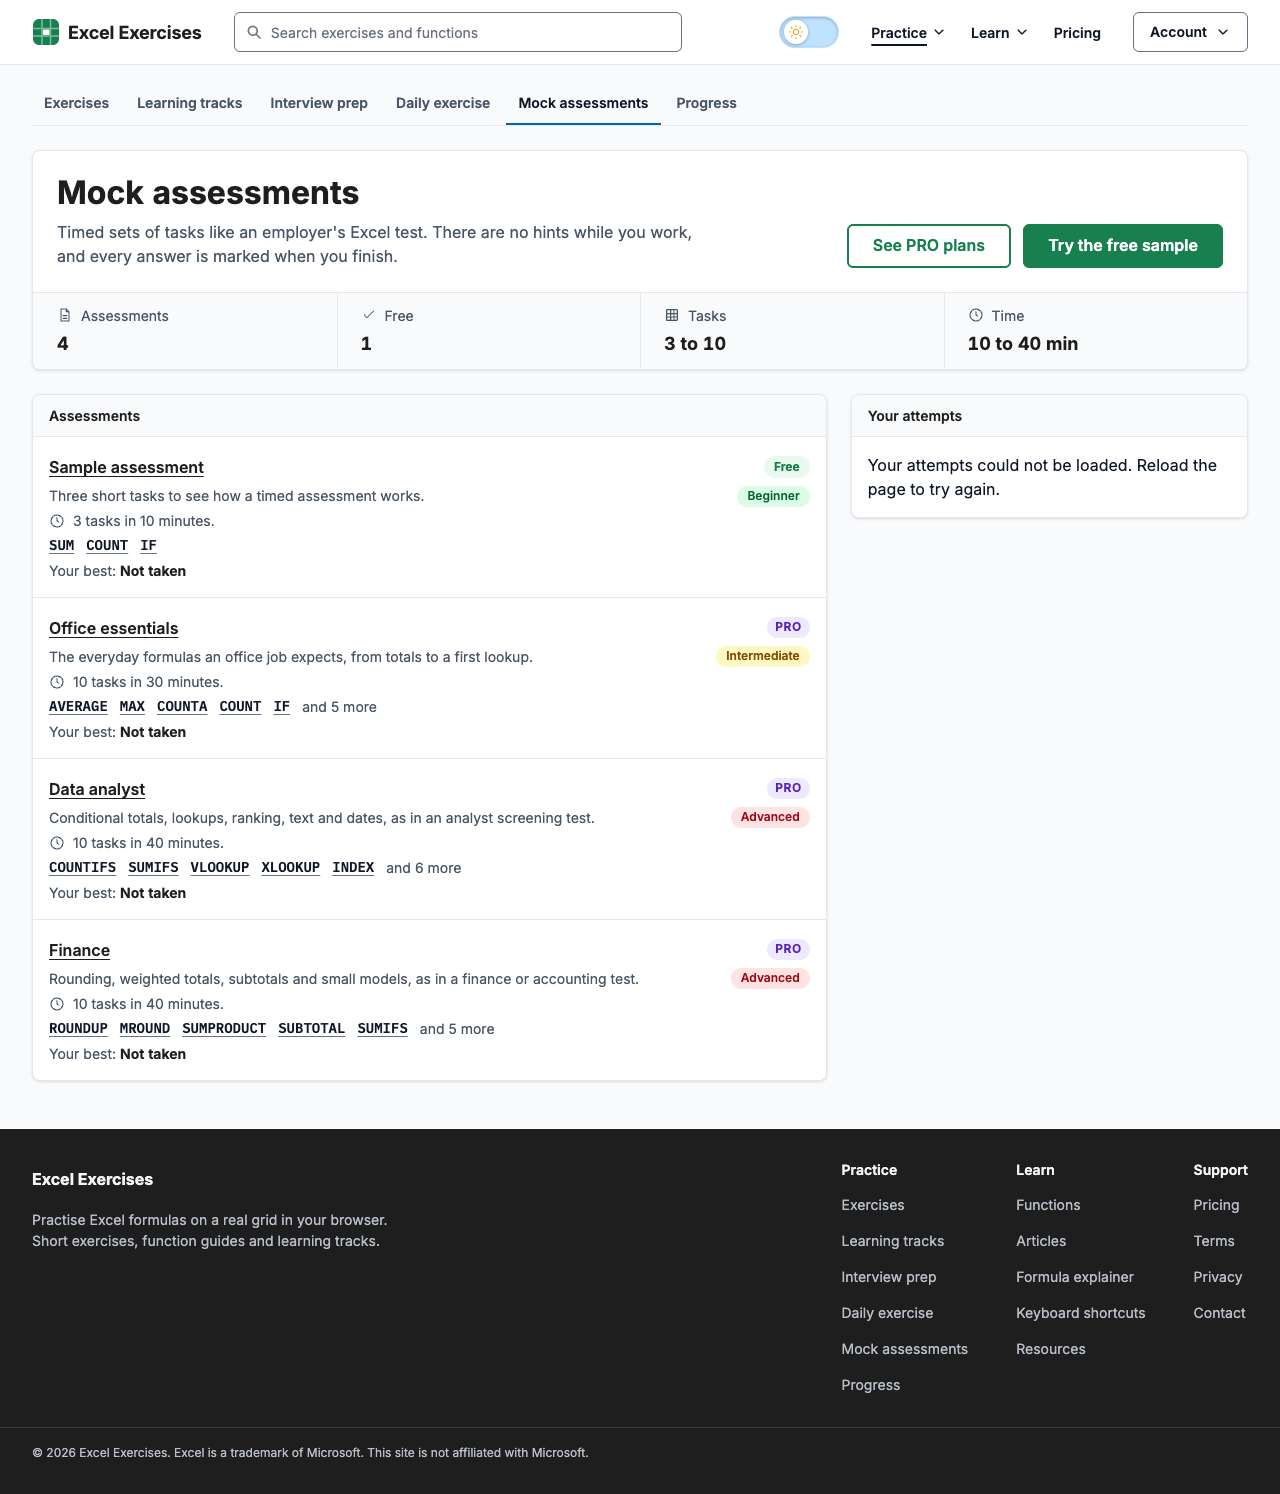 Excel Exercises
Search exercises and functions
Practice
Learn
Pricing
Account
Exercises
Learning tracks
Interview prep
Daily exercise
Mock assessments
Progress
Mock assessments
Timed sets of tasks like an employer's Excel test. There are no hints while you work,
and every answer is marked when you finish.
See PRO plans
Try the free sample
Assessments
4
Free
1
Tasks
3 to 10
Time
10 to 40 min
Assessments
Sample assessment
Free
Three short tasks to see how a timed assessment works.
Beginner
3 tasks in 10 minutes.
SUM COUNT IF
Your best: Not taken
Office essentials
PRO
The everyday formulas an office job expects, from totals to a first lookup.
Intermediate
10 tasks in 30 minutes.
AVERAGE MAX COUNTA COUNT IF and 5 more
Your best: Not taken
Data analyst
PRO
Conditional totals, lookups, ranking, text and dates, as in an analyst screening test.
Advanced
10 tasks in 40 minutes.
COUNTIFS SUMIFS VLOOKUP XLOOKUP INDEX and 6 more
Your best: Not taken
Finance
PRO
Rounding, weighted totals, subtotals and small models, as in a finance or accounting test.
Advanced
10 tasks in 40 minutes.
ROUNDUP MROUND SUMPRODUCT SUBTOTAL SUMIFS and 5 more
Your best: Not taken
Your attempts
Your attempts could not be loaded. Reload the
page to try again.
Excel Exercises
Practise Excel formulas on a real grid in your browser.
Short exercises, function guides and learning tracks.
Practice
Exercises
Learning tracks
Interview prep
Daily exercise
Mock assessments
Progress
Learn
Functions
Articles
Formula explainer
Keyboard shortcuts
Resources
Support
Pricing
Terms
Privacy
Contact
© 2026 Excel Exercises. Excel is a trademark of Microsoft. This site is not affiliated with Microsoft.